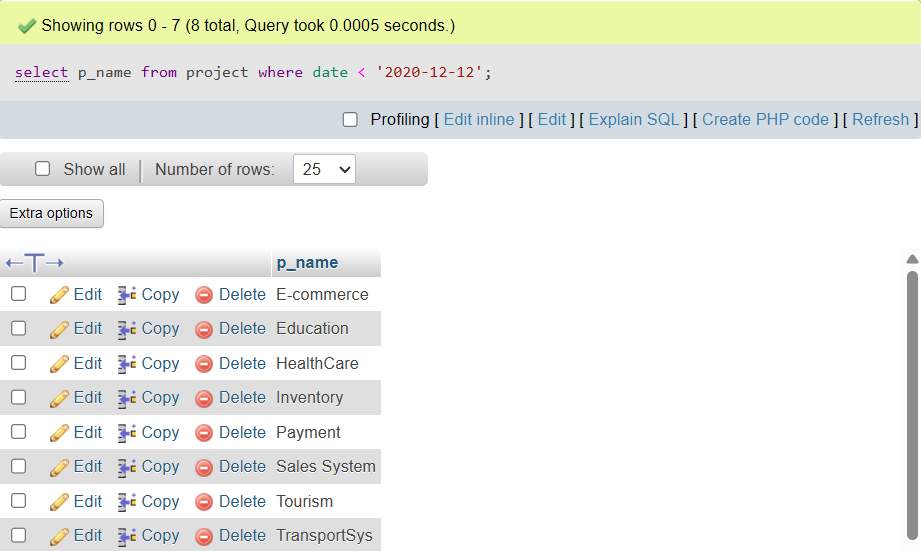 Showing rows 0 - 7 (8 total, Query took 0.0005 seconds.)
select p_name from project where date < '2020-12-12';
Profiling [ Edit inline ] [ Edit ] [ Explain SQL ] [ Create PHP code ] [ Refresh ]
Show all Number of rows: 25
Extra options
←T→ p_name
Edit Copy Delete E-commerce
Edit Copy Delete Education
Edit Copy Delete HealthCare
Edit Copy Delete Inventory
Edit Copy Delete Payment
Edit Copy Delete Sales System
Edit Copy Delete Tourism
Edit Copy Delete TransportSys